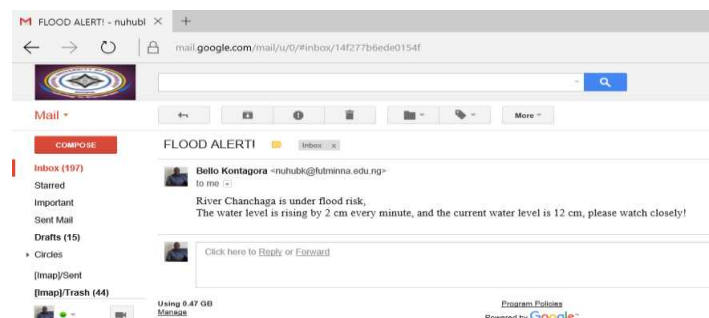 FLOOD ALERT! - nuhubl
mail.google.com/mail/u/0/#inbox/14f277b6ede0154f
Mail
More
COMPOSE
FLOOD ALERT!
Inbox x
Inbox (197)
Bello Kontagora <nuhubk@futminna.edu.ng>
Starred
to me
Important
River Chanchaga is under flood risk,
The water level is rising by 2 cm every minute, and the current water level is 12 cm, please watch closely!
Sent Mail
Drafts (15)
Circles
Click here to Reply or Forward
[Imap]/Sent
[Imap]/Trash (44)
Using 0.47 GB
Manage
Program Policies
Powered by Google